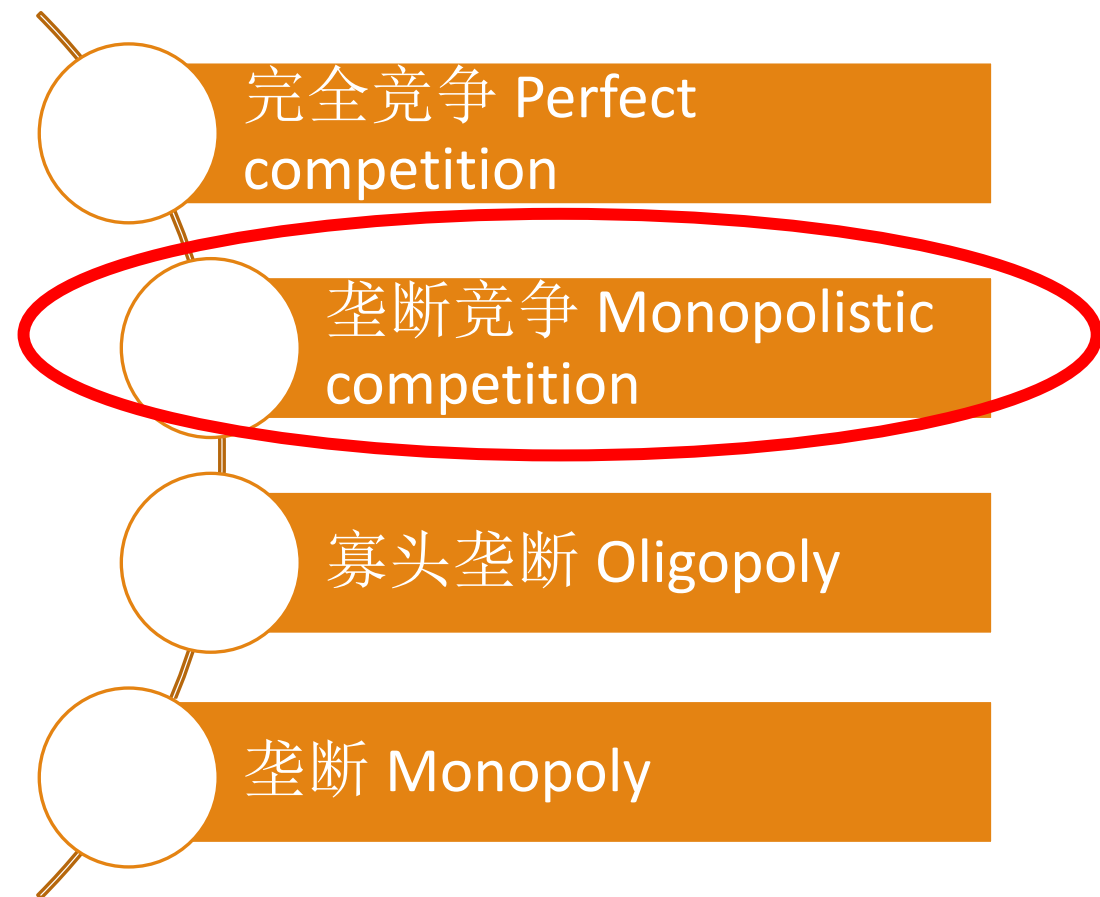 完全竞争 Perfect
competition
垄断竞争 Monopolistic
competition
寡头垄断 Oligopoly
垄断 Monopoly